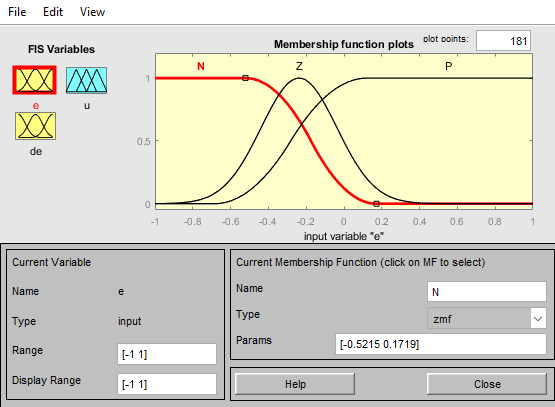 File Edit View
FIS Variables
e
u
de
Membership function plots
plot points:
181
N
Z
P
1
0.5
0
-1 -0.8 -0.6 -0.4 -0.2 0 0.2 0.4 0.6 0.8 1
input variable "e"
Current Variable
Name e
Type input
Range [-1 1]
Display Range [-1 1]
Current Membership Function (click on MF to select)
Name N
Type zmf
Params [-0.5215 0.1719]
Help Close